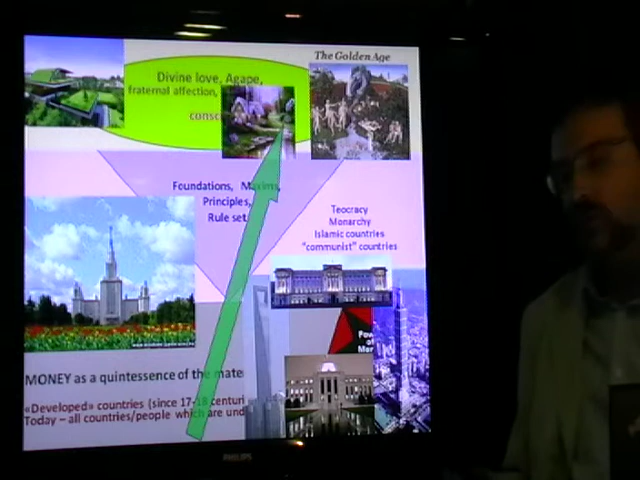 The Golden Age
Divine love, Agape,
fraternal affection,
consc
Foundations, Maxims,
Principles,
Rule set
Teocracy
Monarchy
Islamic countries
"communist" countries
Pow
of
MONEY as a quintessence of the mate
«Developed» countries (since 17-18 centuri
Today – all countries/people which are und
PHILIPS